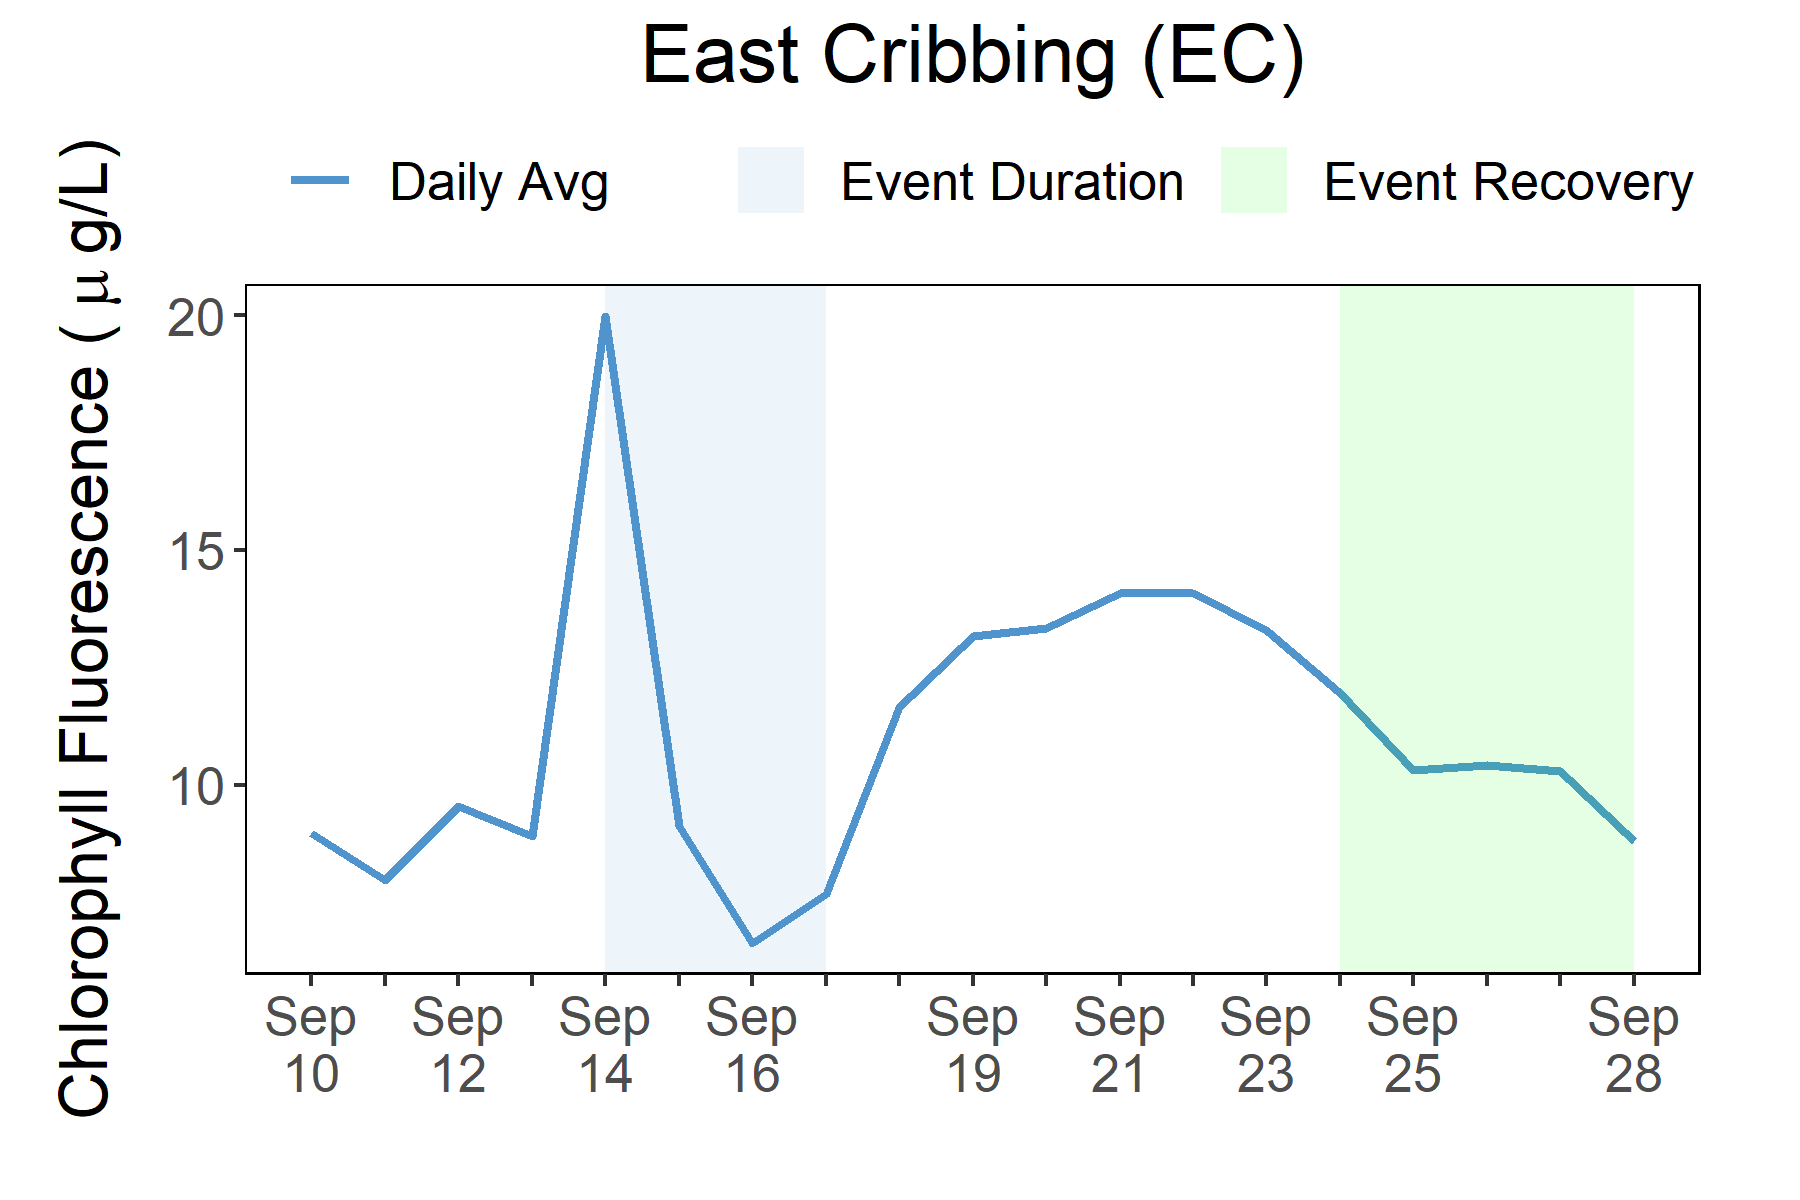 East Cribbing (EC)
Daily Avg Event Duration Event Recovery
Chlorophyll Fluorescence ( μ g/L)
20
15
10
Sep 10
Sep 12
Sep 14
Sep 16
Sep 19
Sep 21
Sep 23
Sep 25
Sep 28